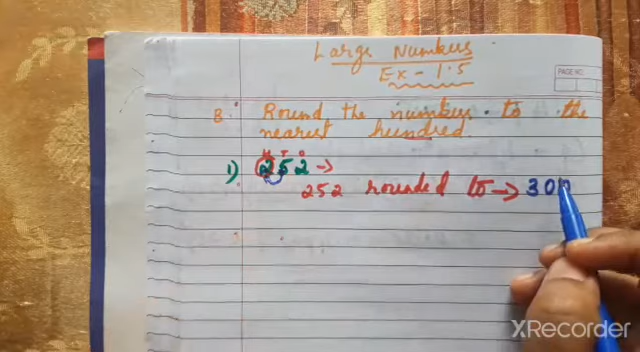 Large Numbers
Ex - 1.5
PAGE NO.
B. Round the numbers to the
nearest hundred
H T O
1) 252 →
252 rounded to → 300
XRecorder